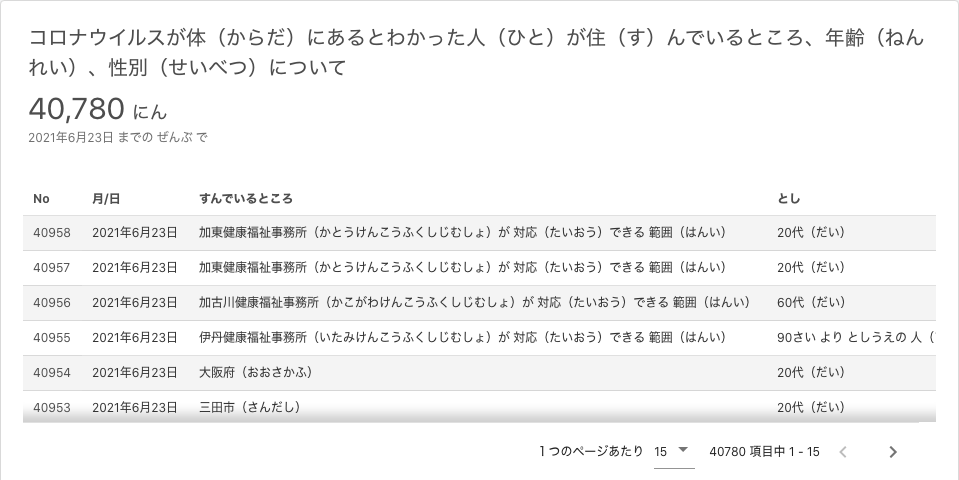 コロナウイルスが体（からだ）にあるとわかった人（ひと）が住（す）んでいるところ、年齢（ねん
れい）、性別（せいべつ）について
40,780 にん
2021年6月23日 までの ぜんぶ で
No 月/日 すんでいるところ とし
40958 2021年6月23日 加東健康福祉事務所（かとうけんこうふくしじむしょ）が 対応（たいおう）できる 範囲（はんい） 20代（だい）
40957 2021年6月23日 加東健康福祉事務所（かとうけんこうふくしじむしょ）が 対応（たいおう）できる 範囲（はんい） 20代（だい）
40956 2021年6月23日 加古川健康福祉事務所（かこがわけんこうふくしじむしょ）が 対応（たいおう）できる 範囲（はんい） 60代（だい）
40955 2021年6月23日 伊丹健康福祉事務所（いたみけんこうふくしじむしょ）が 対応（たいおう）できる 範囲（はんい） 90さい より としうえの 人（
40954 2021年6月23日 大阪府（おおさかふ） 20代（だい）
40953 2021年6月23日 三田市（さんだし） 20代（だい）
1 つのページあたり 15 40780 項目中 1 - 15